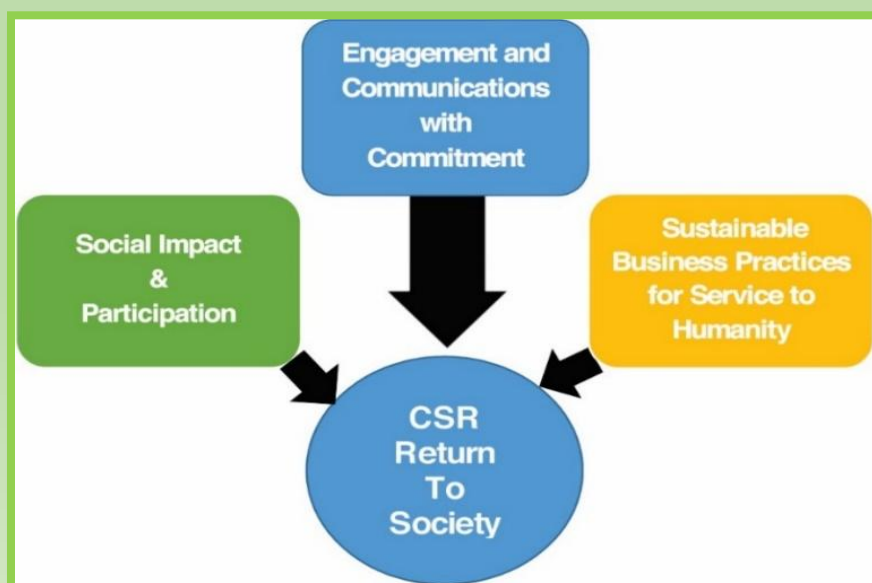 Engagement and
Communications
with
Commitment
Social Impact
&
Participation
Sustainable
Business Practices
for Service to
Humanity
CSR
Return
To
Society